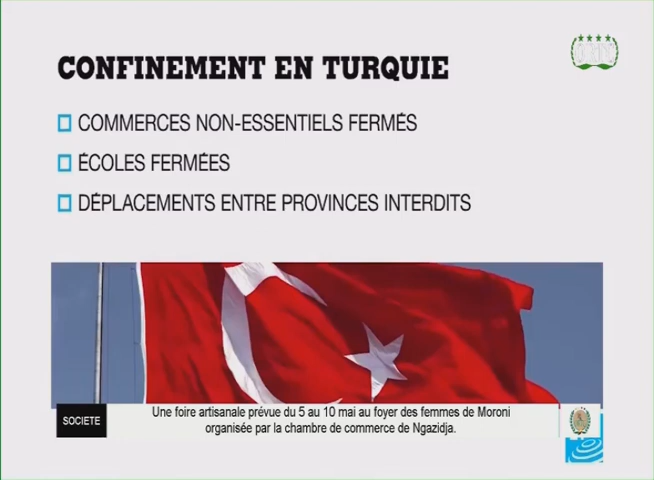 CONFINEMENT EN TURQUIE
COMMERCES NON-ESSENTIELS FERMÉS
ÉCOLES FERMÉES
DÉPLACEMENTS ENTRE PROVINCES INTERDITS
SOCIETE
Une foire artisanale prévue du 5 au 10 mai au foyer des femmes de Moroni
organisée par la chambre de commerce de Ngazidja.